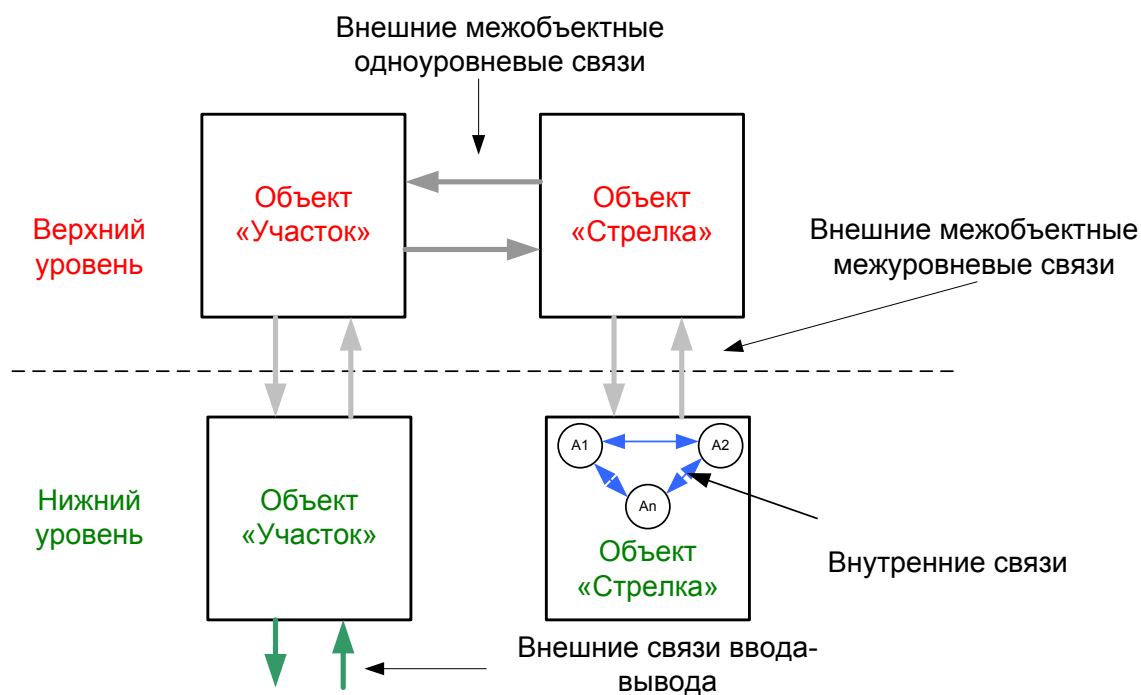 Внешние межобъектные
одноуровневые связи
Объект
«Участок»
Объект
«Стрелка»
Верхний
уровень
Внешние межобъектные
межуровневые связи
A1
A2
An
Нижний
уровень
Объект
«Участок»
Объект
«Стрелка»
Внутренние связи
Внешние связи ввода-
вывода